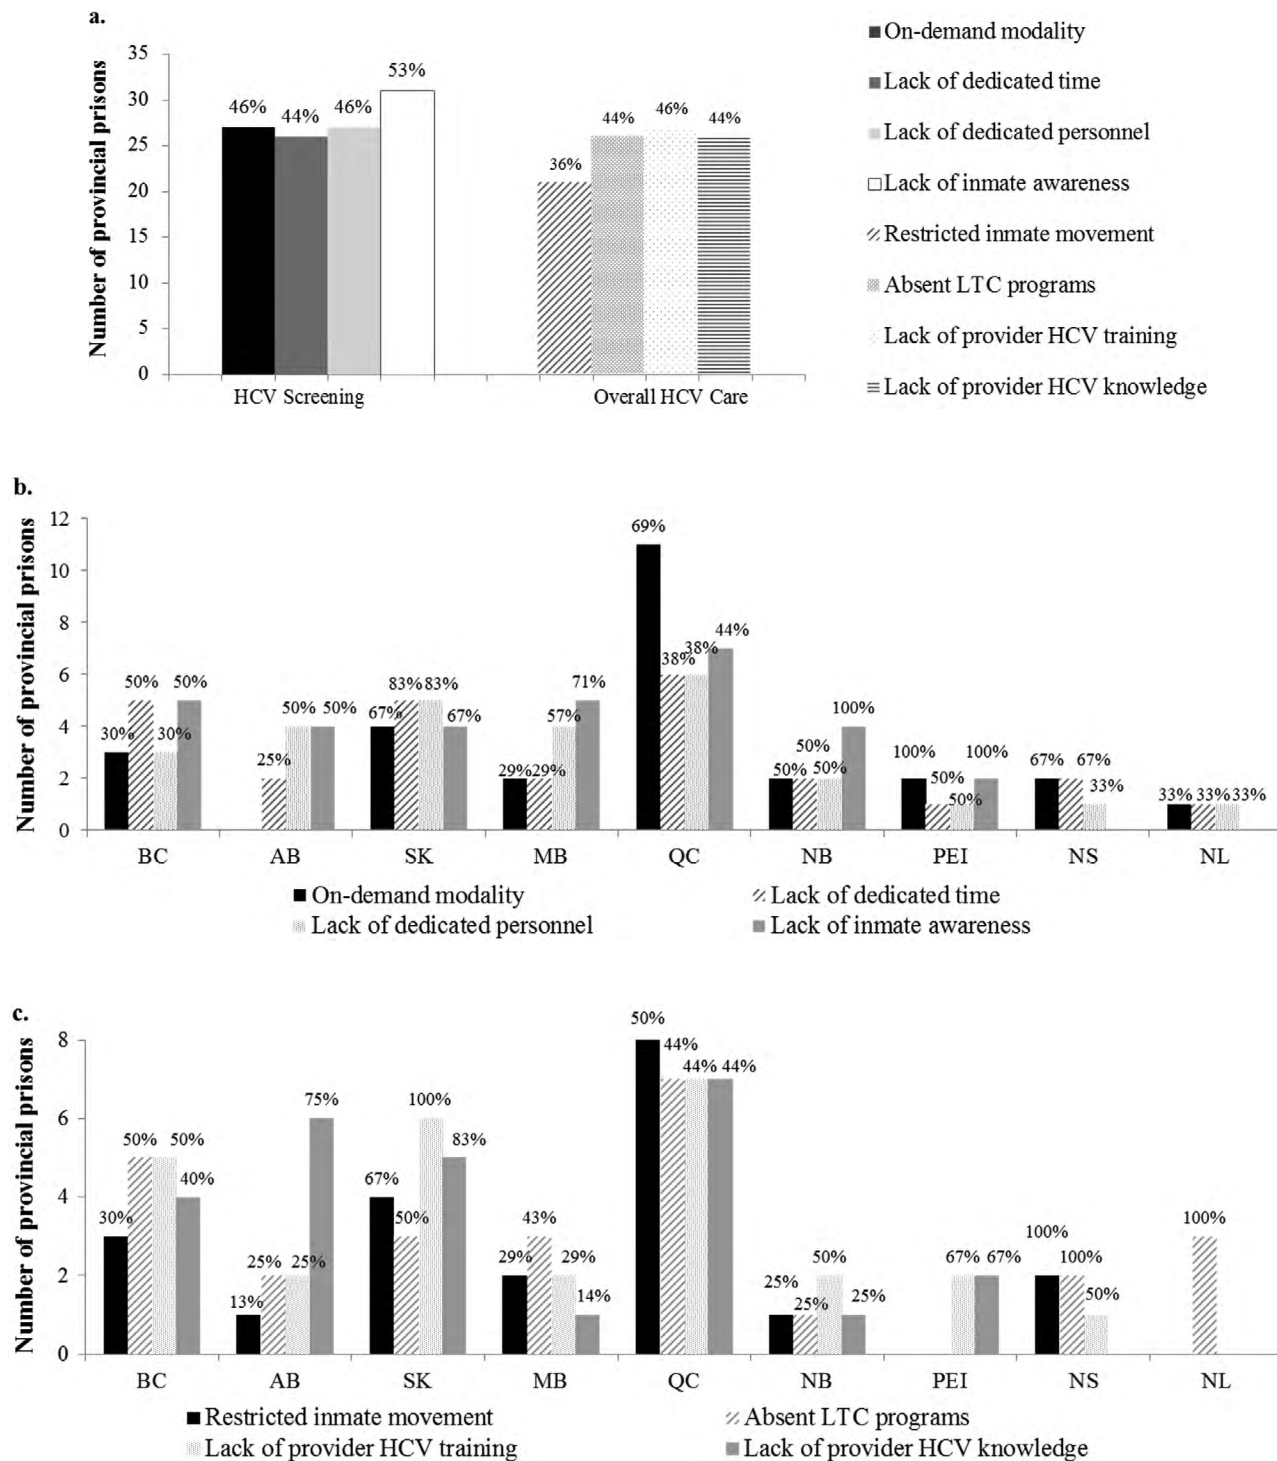 a.
Number of provincial prisons
35
30
25
20
15
10
5
0
46%
44%
46%
53%
36%
44%
46%
44%
HCV Screening
Overall HCV Care
On-demand modality
Lack of dedicated time
Lack of dedicated personnel
Lack of inmate awareness
Restricted inmate movement
Absent LTC programs
Lack of provider HCV training
Lack of provider HCV knowledge
b.
Number of provincial prisons
12
10
8
6
4
2
0
30% 50% 30% 50%
25% 50% 50%
67% 83% 83% 67%
29% 29% 57% 71%
69% 38% 38% 44%
50% 50% 50% 100%
100% 50% 50% 100%
67% 67% 33%
33% 33% 33%
BC AB SK MB QC NB PEI NS NL
On-demand modality Lack of dedicated time
Lack of dedicated personnel Lack of inmate awareness
c.
Number of provincial prisons
8
6
4
2
0
30% 50% 50% 40%
13% 25% 25% 75%
67% 50% 100% 83%
29% 43% 29% 14%
50% 44% 44% 44%
25% 25% 50% 25%
67% 67%
100% 100% 50%
100%
BC AB SK MB QC NB PEI NS NL
Restricted inmate movement Absent LTC programs
Lack of provider HCV training Lack of provider HCV knowledge